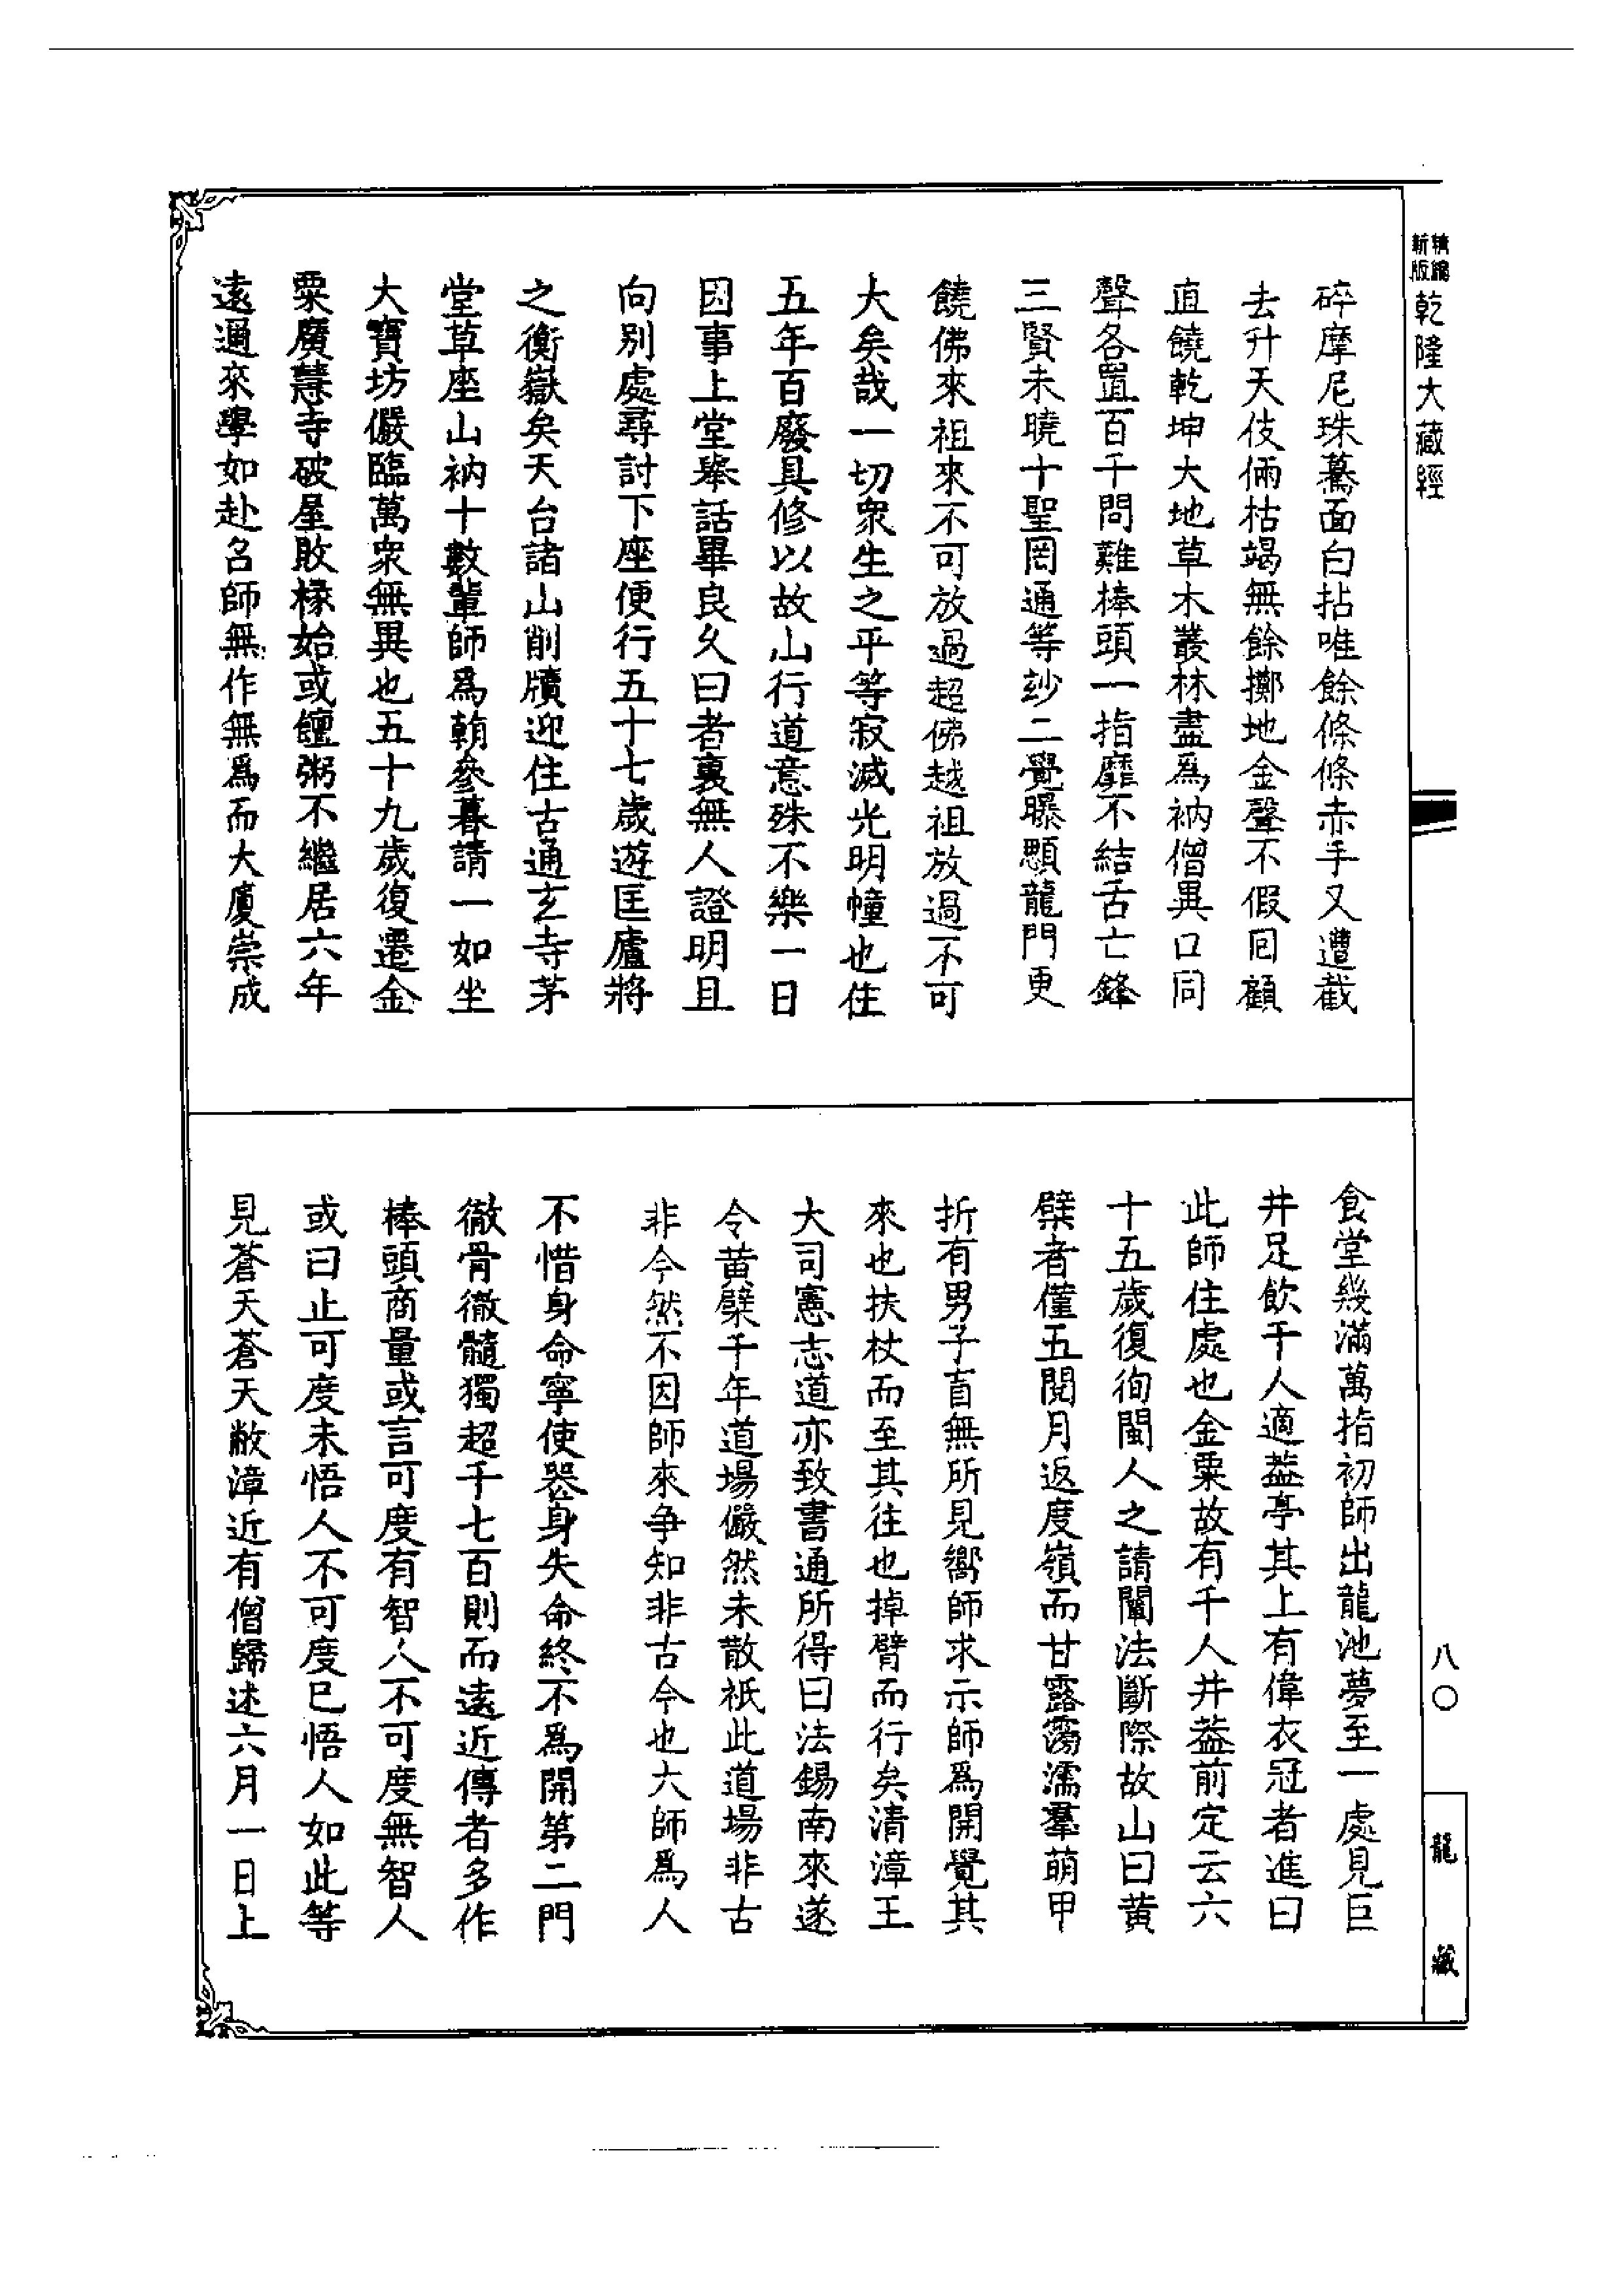 精編
新版
乾隆大藏經
碎摩尼珠驀面白拈唯餘條條赤手又遭截
去升天伎倆枯竭無餘擲地金聲不假囘顧
直饒乾坤大地草木叢林盡爲衲僧異口同
聲各置百千問難棒頭一指靡不結舌亡鋒
三賢未曉十聖罔通等玅二覺曝顋龍門更
饒佛來祖來不可放過超佛越祖放過不可
大矣哉一切衆生之平等寂滅光明幢也住
五年百廢具修以故山行道意殊不樂一日
因事上堂舉話畢良久曰者裏無人證明且
向別處尋討下座便行五十七歲遊匡廬將
之衡嶽矣天台諸山削牘迎住古通玄寺茅
堂草座山衲十數輩師爲朝參暮請一如坐
大寶坊儼臨萬衆無異也五十九歲復遷金
粟廣慧寺破屋敗椽始或饘粥不繼居六年
遠邇來學如赴名師無作無爲而大廈崇成
食堂幾滿萬指初師出龍池夢至一處見巨
井足飲千人適葢亭其上有偉衣冠者進曰
此師住處也金粟故有千人井葢前定云六
十五歲復徇閩人之請闡法斷際故山曰黄
檗者僅五閱月返度嶺而甘露霶濡羣萌甲
折有男子盲無所見嚮師求示師爲開覺其
來也扶杖而至其往也掉臂而行矣清漳王
大司憲志道亦致書通所得曰法錫南來遂
令黄檗千年道場儼然未散祇此道場非古
非今然不因師來争知非古今也大師爲人
不惜身命寧使器身失命終不爲開第二門
徹骨徹髓獨超千七百則而遠近傳者多作
棒頭商量或言可度有智人不可度無智人
或曰止可度未悟人不可度已悟人如此等
見蒼天蒼天敝漳近有僧歸述六月一日上
八〇
龍藏